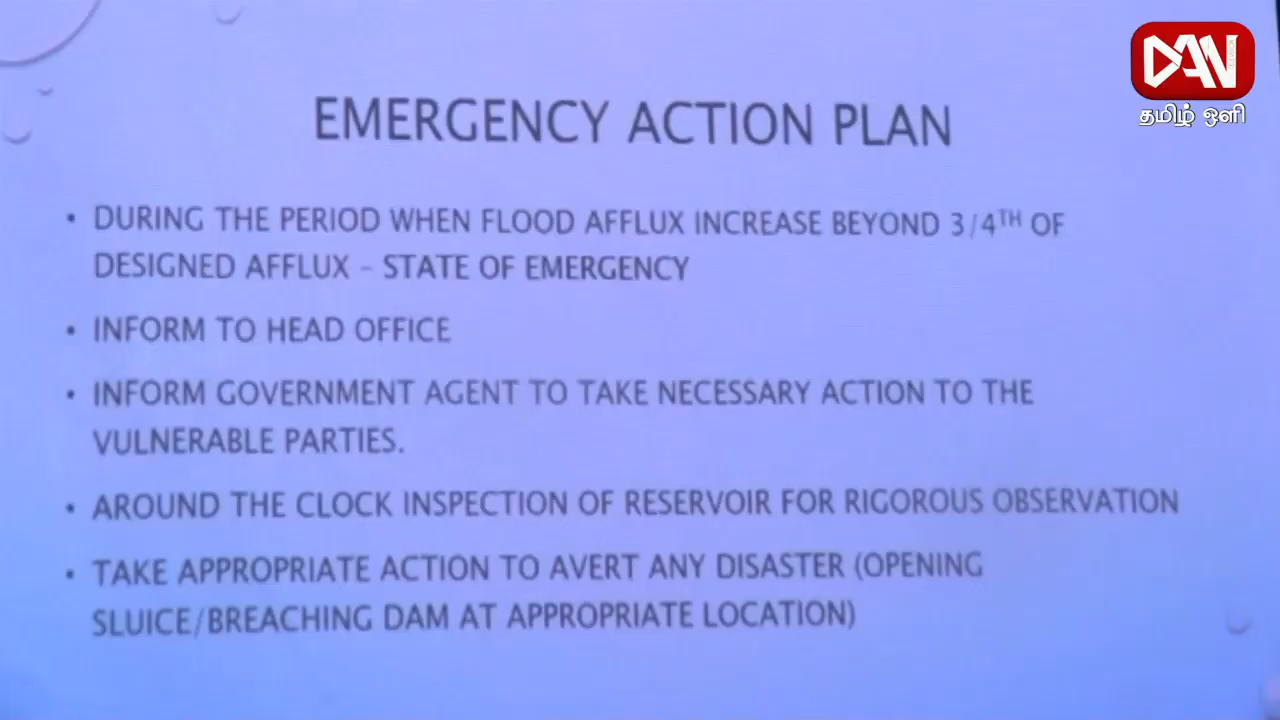 DAN
தமிழ் ஒளி
EMERGENCY ACTION PLAN
• DURING THE PERIOD WHEN FLOOD AFFLUX INCREASE BEYOND 3/4TH OF
DESIGNED AFFLUX - STATE OF EMERGENCY
• INFORM TO HEAD OFFICE
• INFORM GOVERNMENT AGENT TO TAKE NECESSARY ACTION TO THE
VULNERABLE PARTIES.
• AROUND THE CLOCK INSPECTION OF RESERVOIR FOR RIGOROUS OBSERVATION
• TAKE APPROPRIATE ACTION TO AVERT ANY DISASTER (OPENING
SLUICE/BREACHING DAM AT APPROPRIATE LOCATION)